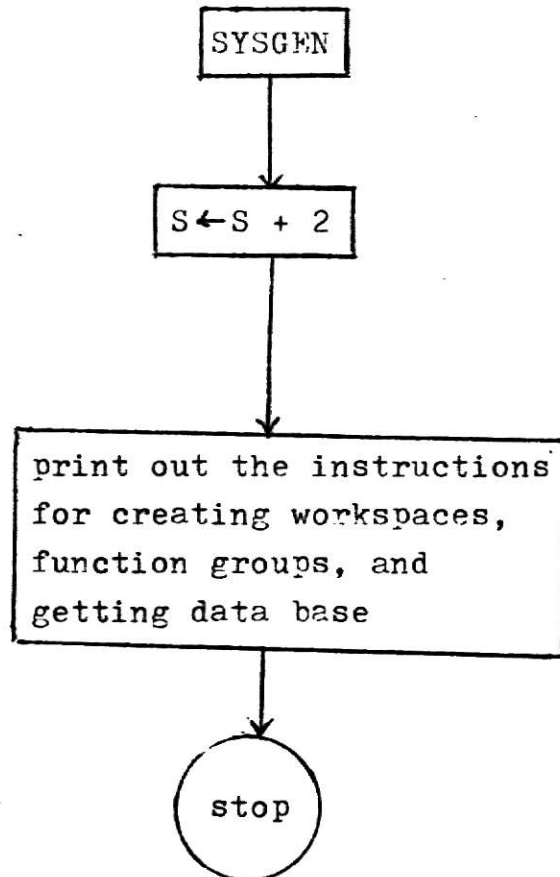 SYSGEN
S←S + 2
print out the instructions
for creating workspaces,
function groups, and
getting data base
stop